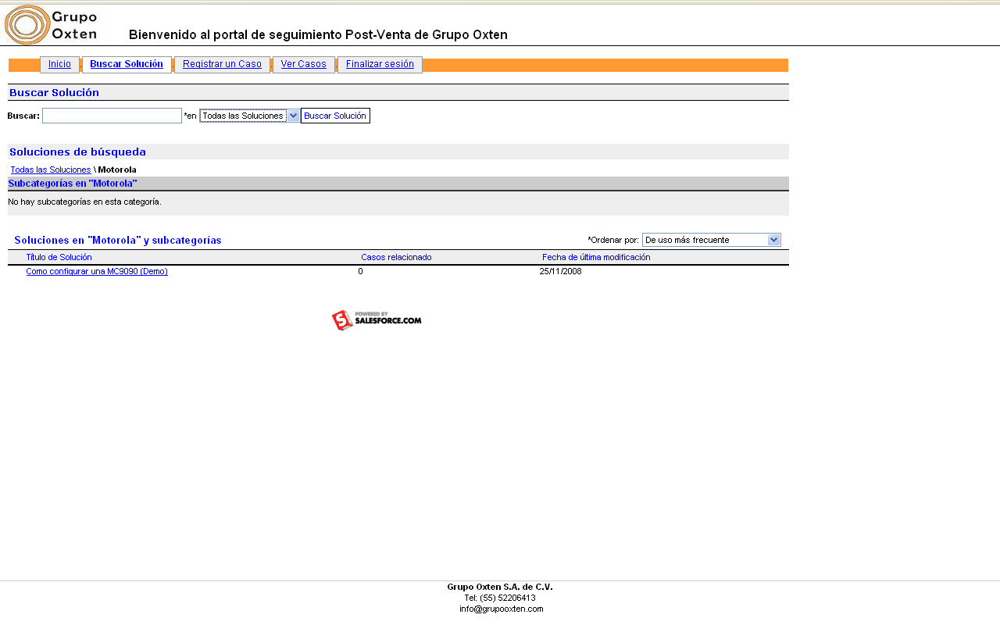 Grupo
Oxten
Bienvenido al portal de seguimiento Post-Venta de Grupo Oxten
Inicio Buscar Solución Registrar un Caso Ver Casos Finalizar sesión
Buscar Solución
Buscar: *en Todas las Soluciones Buscar Solución
Soluciones de búsqueda
Todas las Soluciones \ Motorola
Subcategorías en "Motorola"
No hay subcategorías en esta categoría.
Soluciones en "Motorola" y subcategorías *Ordenar por: De uso más frecuente
Título de Solución Casos relacionado Fecha de última modificación
Como configurar una MC9090 (Demo) 0 25/11/2008
POWERED BY
SALESFORCE.COM
Grupo Oxten S.A. de C.V.
Tel: (55) 52206413
info@grupooxten.com